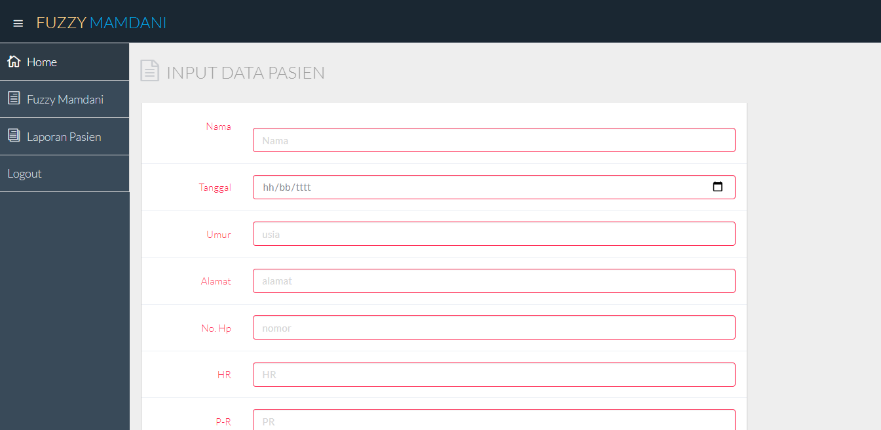 FUZZY MAMDANI
Home
Fuzzy Mamdani
Laporan Pasien
Logout
INPUT DATA PASIEN
Nama
Nama
Tanggal
hh/bb/tttt
Umur
usia
Alamat
alamat
No. Hp
nomor
HR
HR
P-R
PR